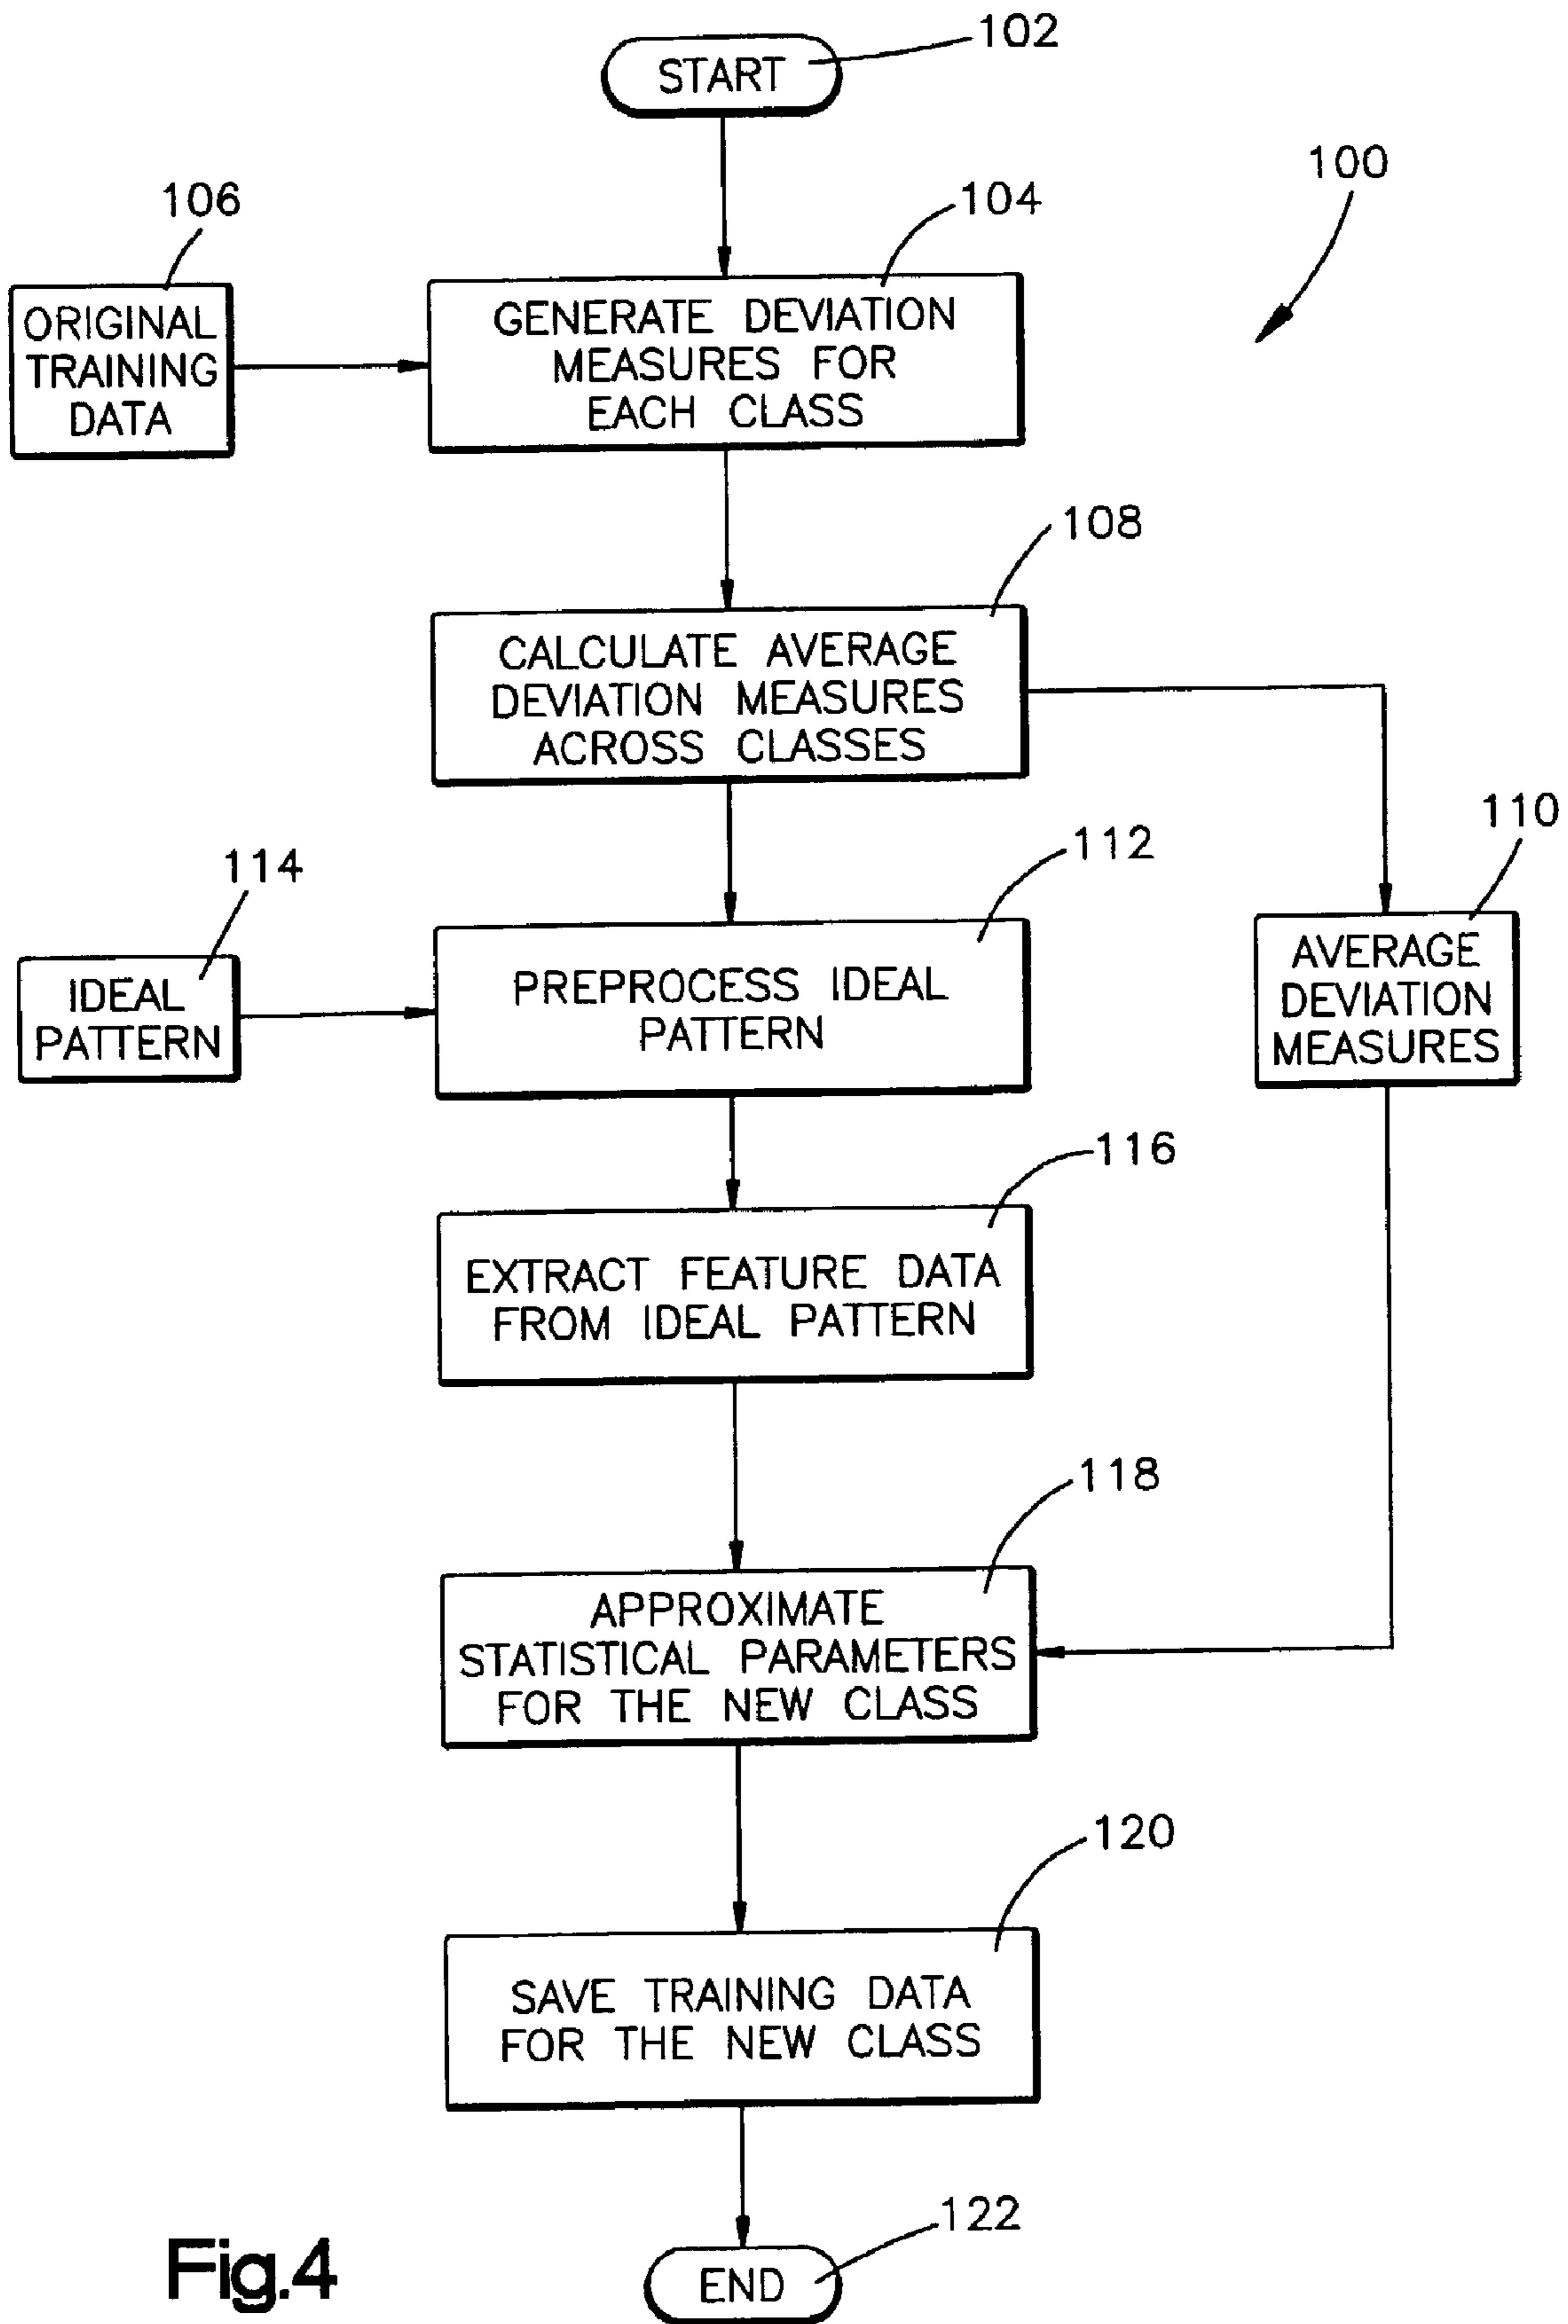 102
START
100
106
104
ORIGINAL
TRAINING
DATA
GENERATE DEVIATION
MEASURES FOR
EACH CLASS
108
CALCULATE AVERAGE
DEVIATION MEASURES
ACROSS CLASSES
110
AVERAGE
DEVIATION
MEASURES
114
112
IDEAL
PATTERN
PREPROCESS IDEAL
PATTERN
116
EXTRACT FEATURE DATA
FROM IDEAL PATTERN
118
APPROXIMATE
STATISTICAL PARAMETERS
FOR THE NEW CLASS
120
SAVE TRAINING DATA
FOR THE NEW CLASS
122
END
Fig.4